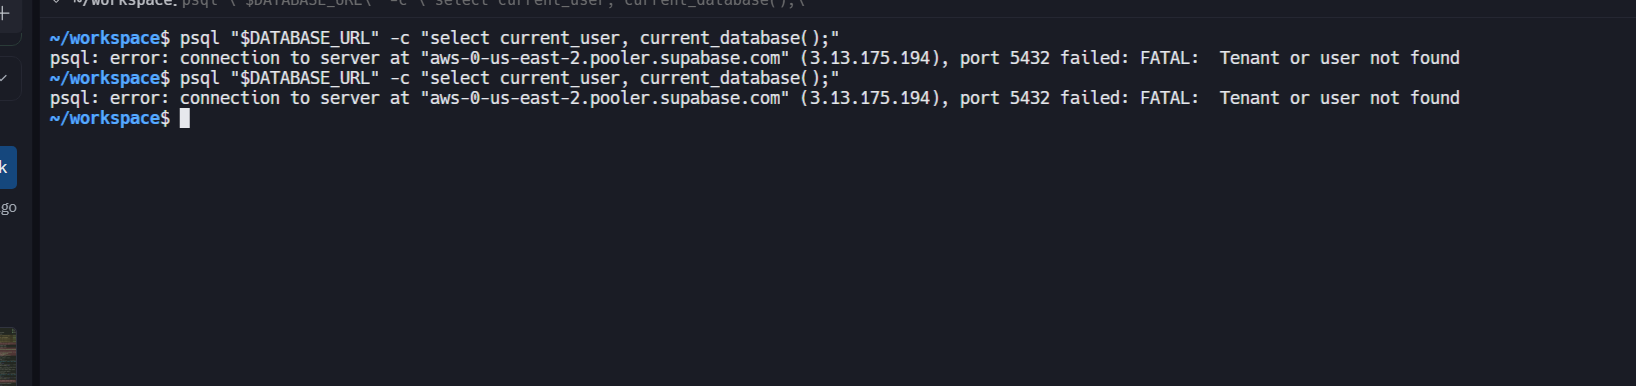 ~/workspace: psql \"$DATABASE_URL\" -c \"select current_user, current_database();\
~/workspace$ psql "$DATABASE_URL" -c "select current_user, current_database();"
psql: error: connection to server at "aws-0-us-east-2.pooler.supabase.com" (3.13.175.194), port 5432 failed: FATAL:  Tenant or user not found
~/workspace$ psql "$DATABASE_URL" -c "select current_user, current_database();"
psql: error: connection to server at "aws-0-us-east-2.pooler.supabase.com" (3.13.175.194), port 5432 failed: FATAL:  Tenant or user not found
~/workspace$
k
go